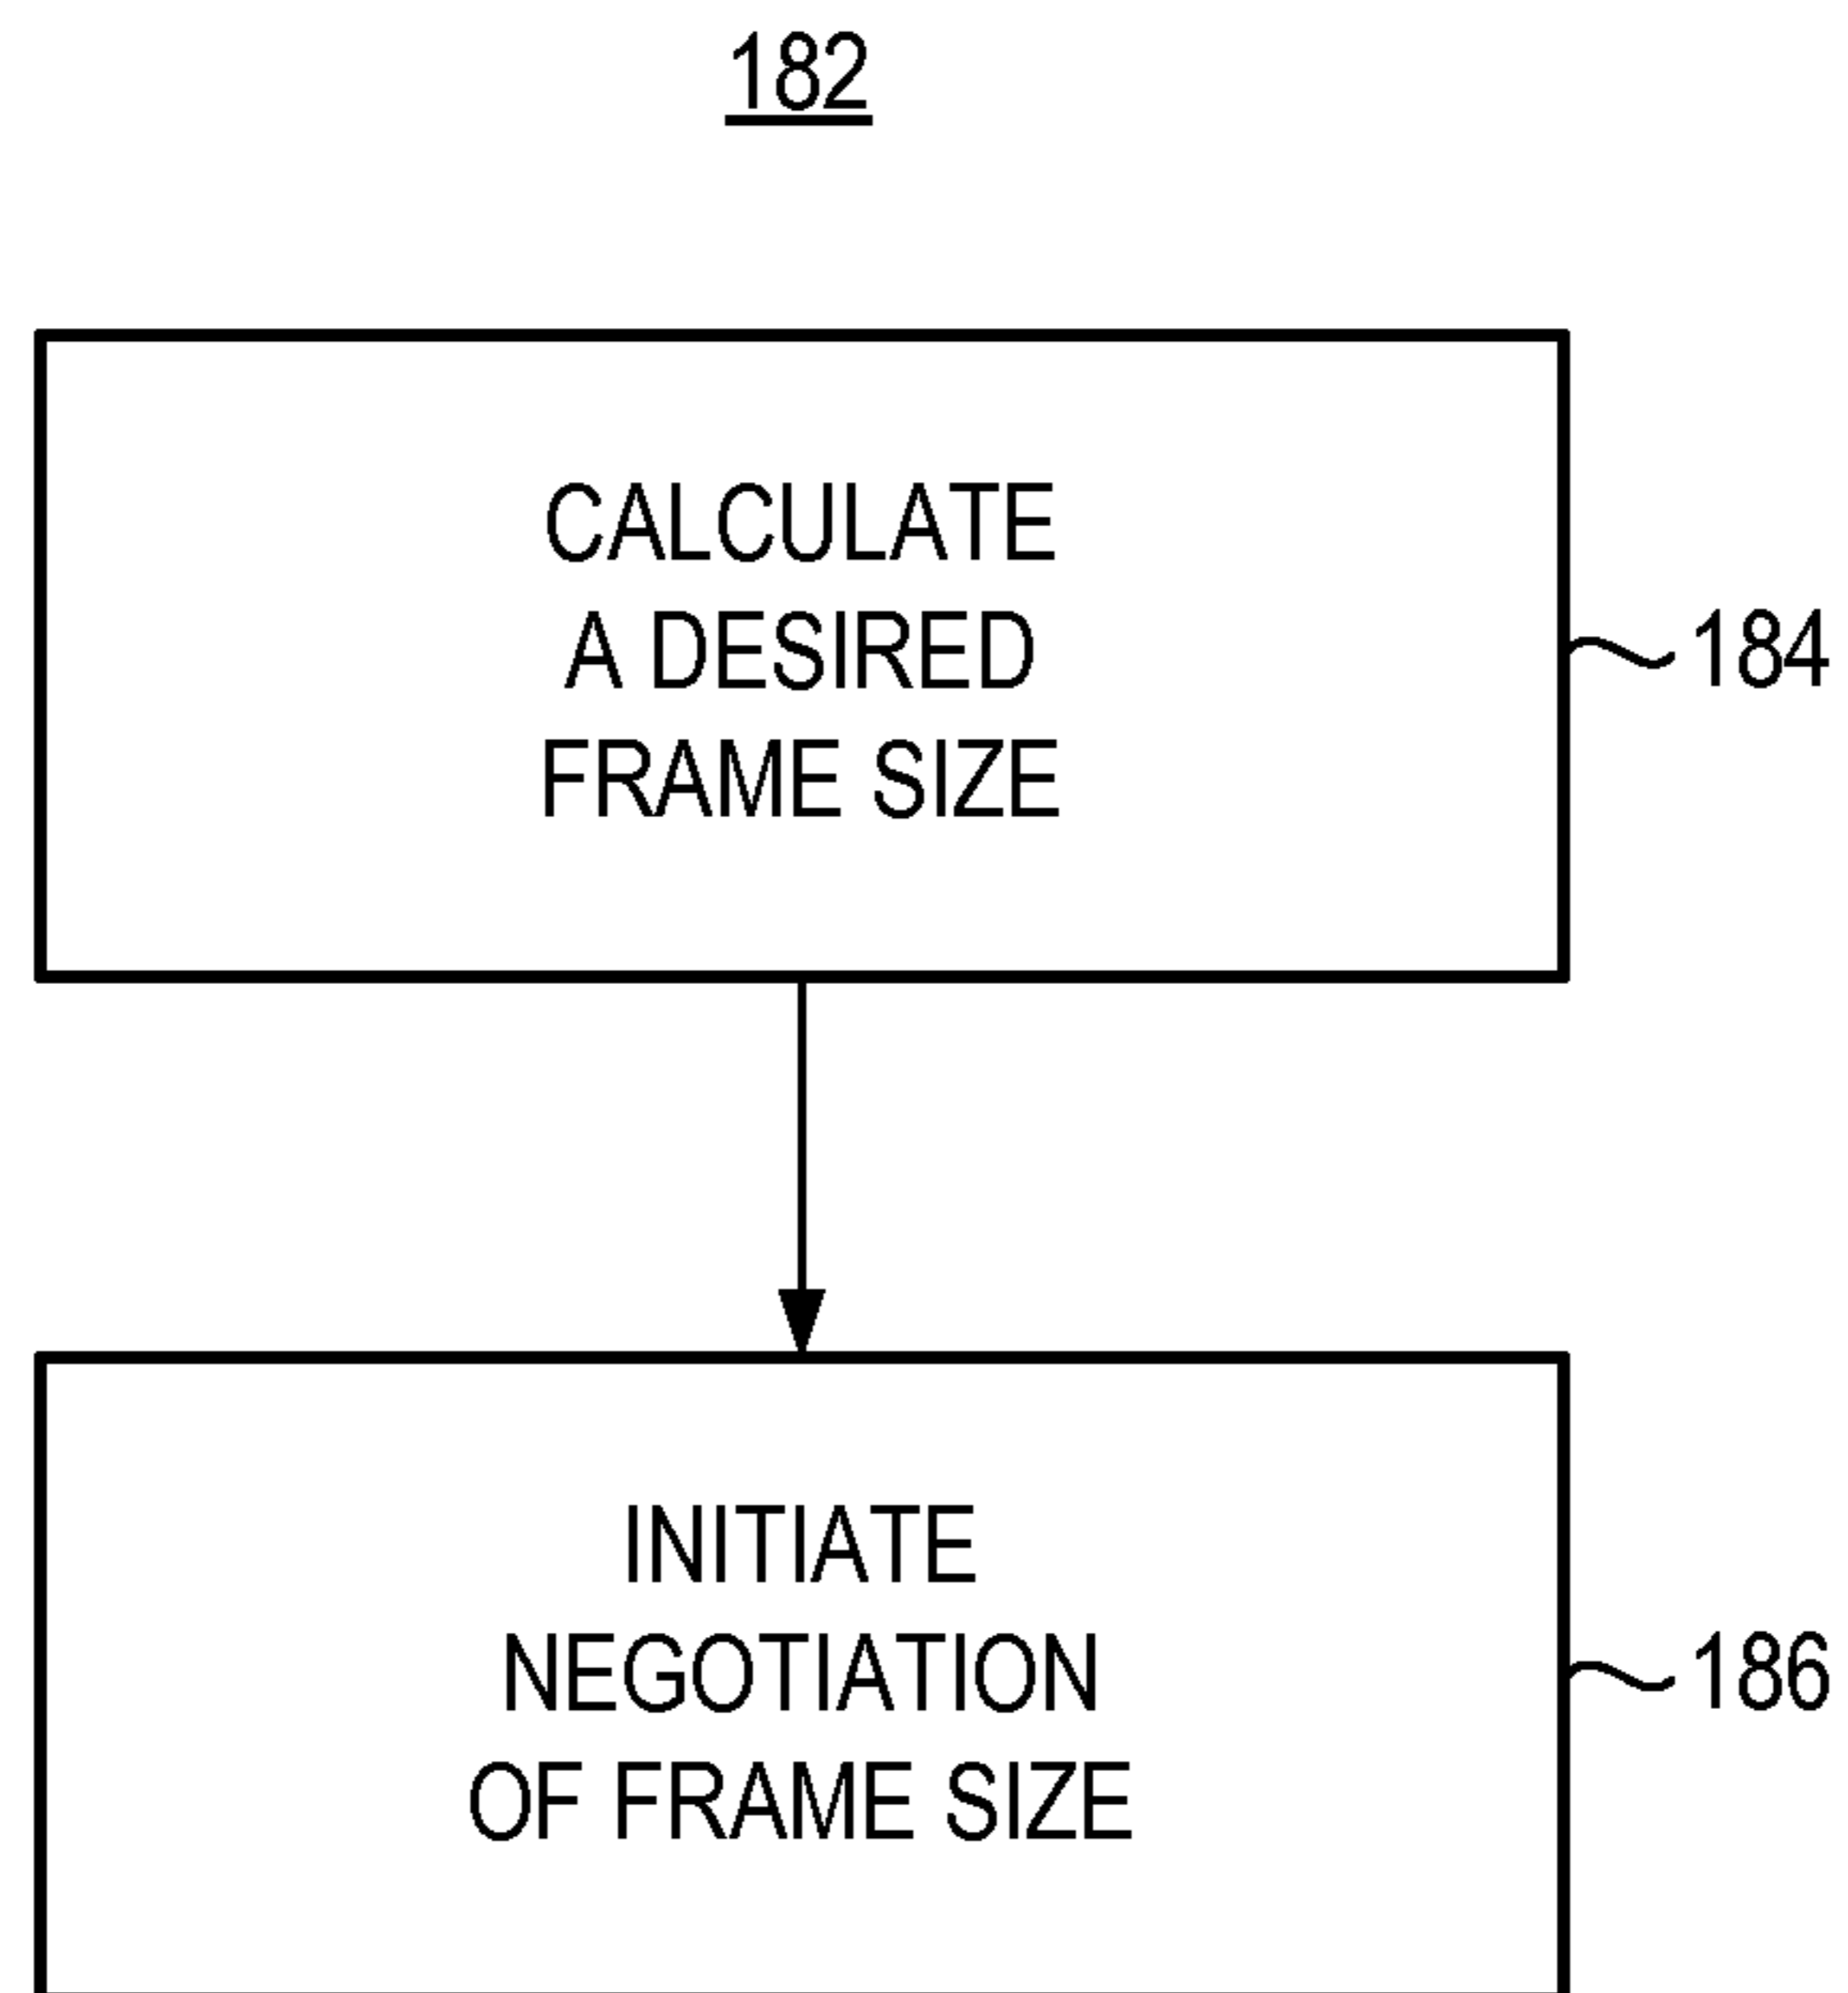 182
CALCULATE
A DESIRED
FRAME SIZE
184
INITIATE
NEGOTIATION
OF FRAME SIZE
186